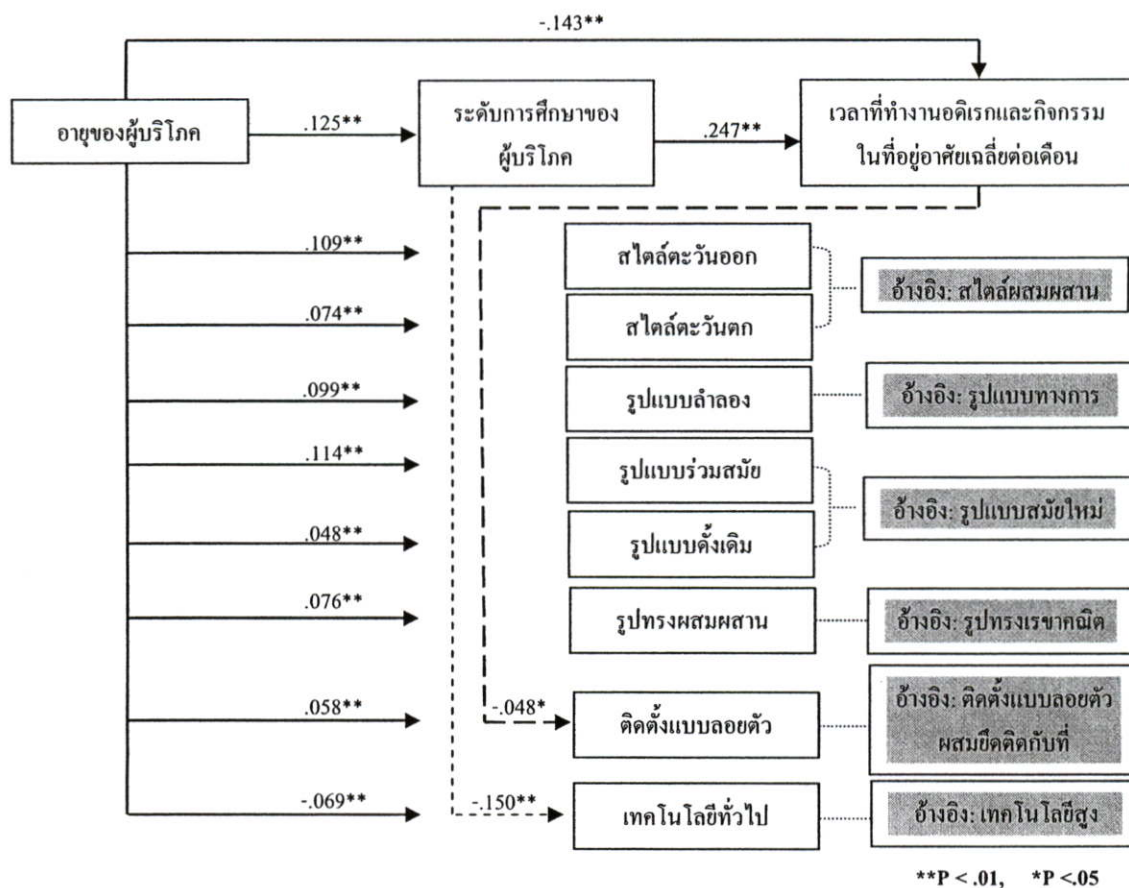 -.143**
อายุของผู้บริโภค
.125**
ระดับการศึกษาของ
ผู้บริโภค
.247**
เวลาที่ทำงานอดิเรกและกิจกรรม
ในที่อยู่อาศัยเฉลี่ยต่อเดือน
.109**
สไตล์ตะวันออก
อ้างอิง: สไตล์ผสมผสาน
.074**
สไตล์ตะวันตก
.099**
รูปแบบลำลอง
อ้างอิง: รูปแบบทางการ
.114**
รูปแบบร่วมสมัย
อ้างอิง: รูปแบบสมัยใหม่
.048**
รูปแบบดั้งเดิม
.076**
รูปทรงผสมผสาน
อ้างอิง: รูปทรงเรขาคณิต
.058**
-.048*
ติดตั้งแบบลอยตัว
อ้างอิง: ติดตั้งแบบลอยตัว
ผสมยึดติดกับที่
-.069**
-.150**
เทคโนโลยีทั่วไป
อ้างอิง: เทคโนโลยีสูง
**P < .01, *P <.05